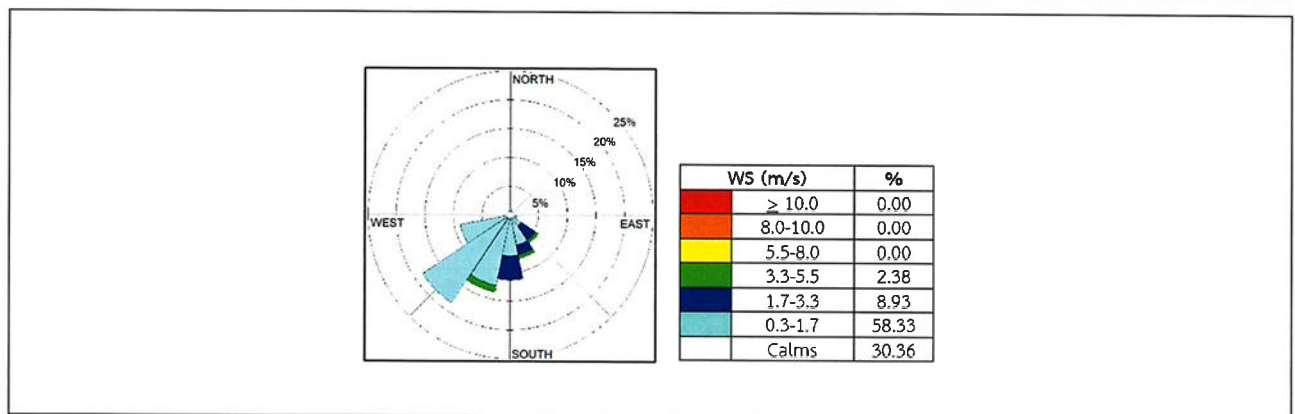 NORTH
25%
20%
15%
10%
5%
WEST
EAST
SOUTH
WS (m/s) %
≥ 10.0 0.00
8.0-10.0 0.00
5.5-8.0 0.00
3.3-5.5 2.38
1.7-3.3 8.93
0.3-1.7 58.33
Calms 30.36